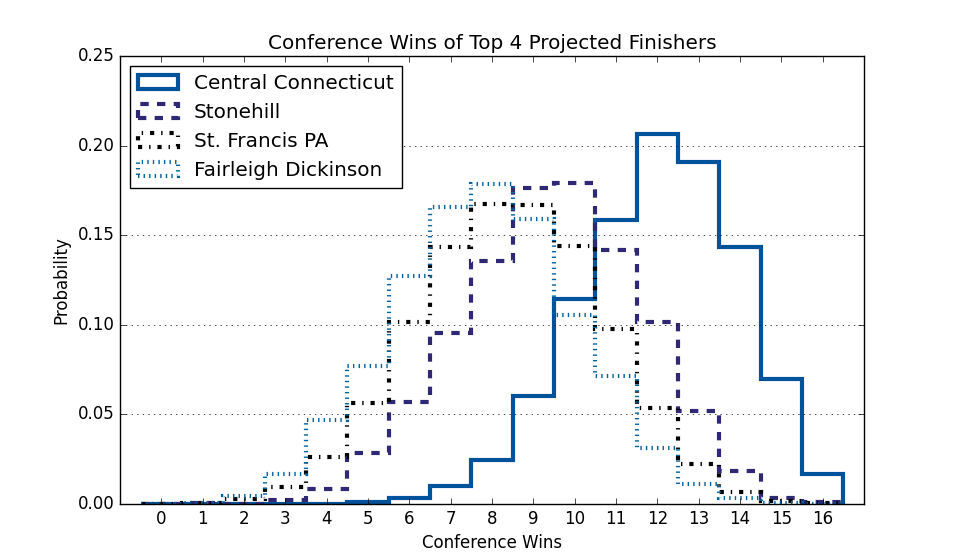 Conference Wins of Top 4 Projected Finishers
0.25
0.20
0.15
0.10
0.05
0.00
Probability
Central Connecticut
Stonehill
St. Francis PA
Fairleigh Dickinson
0 1 2 3 4 5 6 7 8 9 10 11 12 13 14 15 16
Conference Wins